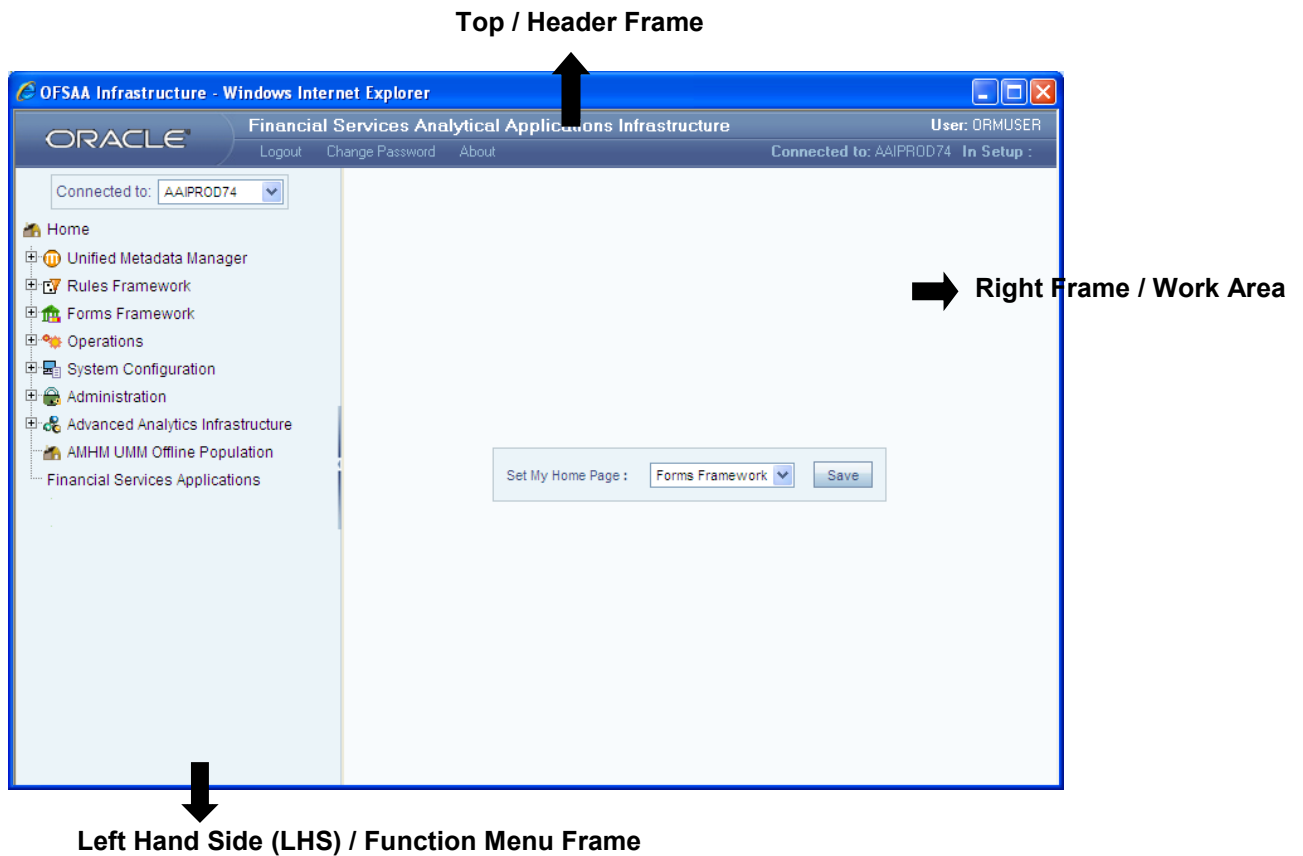 Top / Header Frame
OFSAA Infrastructure - Windows Internet Explorer
ORACLE
Financial Services Analytical Applications Infrastructure
User: ORMUSER
Logout Change Password About
Connected to: AAIPROD74 In Setup :
Connected to: AAIPROD74
Home
Unified Metadata Manager
Rules Framework
Forms Framework
Operations
System Configuration
Administration
Advanced Analytics Infrastructure
AMHM UMM Offline Population
Financial Services Applications
Right Frame / Work Area
Set My Home Page : Forms Framework Save
Left Hand Side (LHS) / Function Menu Frame